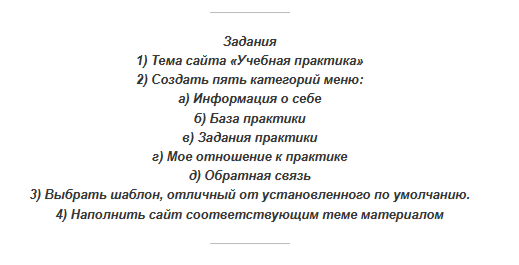 Задания
1) Тема сайта «Учебная практика»
2) Создать пять категорий меню:
а) Информация о себе
б) База практики
в) Задания практики
г) Мое отношение к практике
д) Обратная связь
3) Выбрать шаблон, отличный от установленного по умолчанию.
4) Наполнить сайт соответствующим теме материалом